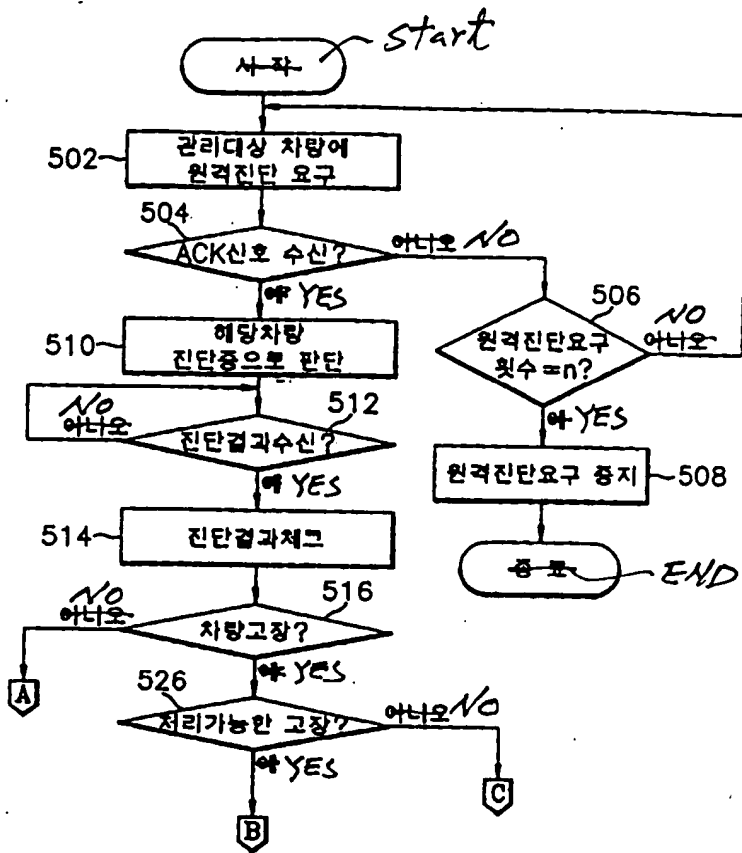 start
시작
502
관리대상 차량에
원격진단 요구
504
ACK신호 수신?
아니오 NO
예 YES
506
510
해당차량
진단중으로 판단
원격진단요구
횟수=n?
NO
아니오
NO
아니오
512
진단결과수신?
예 YES
예 YES
원격진단요구 중지
508
514
진단결과체크
종료
END
NO
아니오
516
차량고장?
예 YES
A
526
처리가능한 고장?
아니오 NO
예 YES
C
B